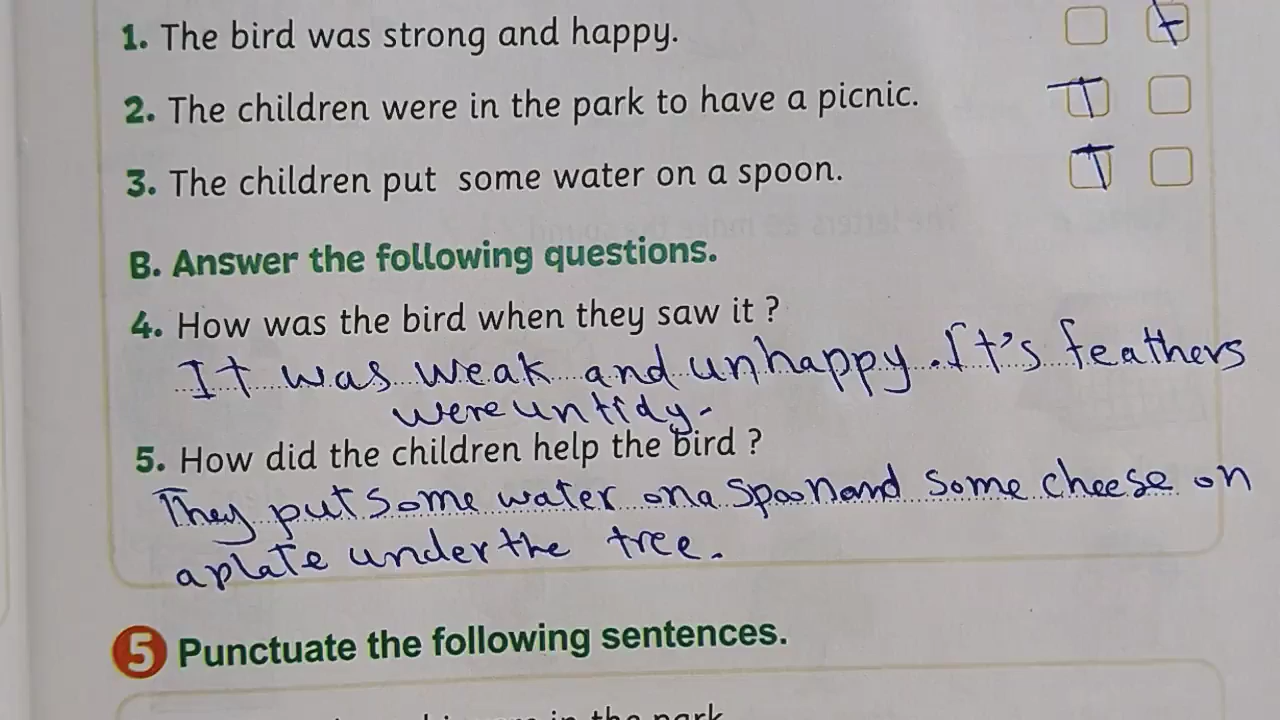 1. The bird was strong and happy.
2. The children were in the park to have a picnic. T
3. The children put some water on a spoon. T
B. Answer the following questions.
4. How was the bird when they saw it ?
It was weak and unhappy. It's feathers
were untidy-
5. How did the children help the bird ?
They put some water on a spoon and some cheese on
a plate under the tree.
5 Punctuate the following sentences.
in the park